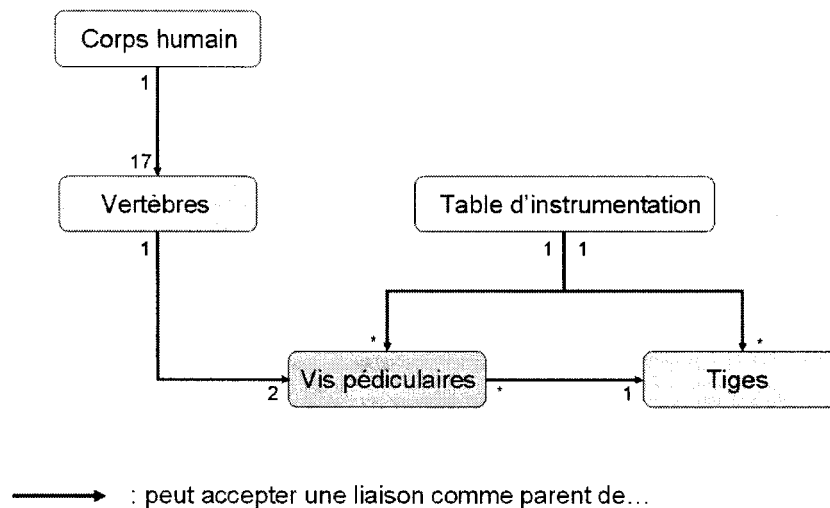 Corps humain
1
17
Vertèbres
Table d'instrumentation
1
1 1
* *
Vis pédiculaires
Tiges
2
* 1
: peut accepter une liaison comme parent de...